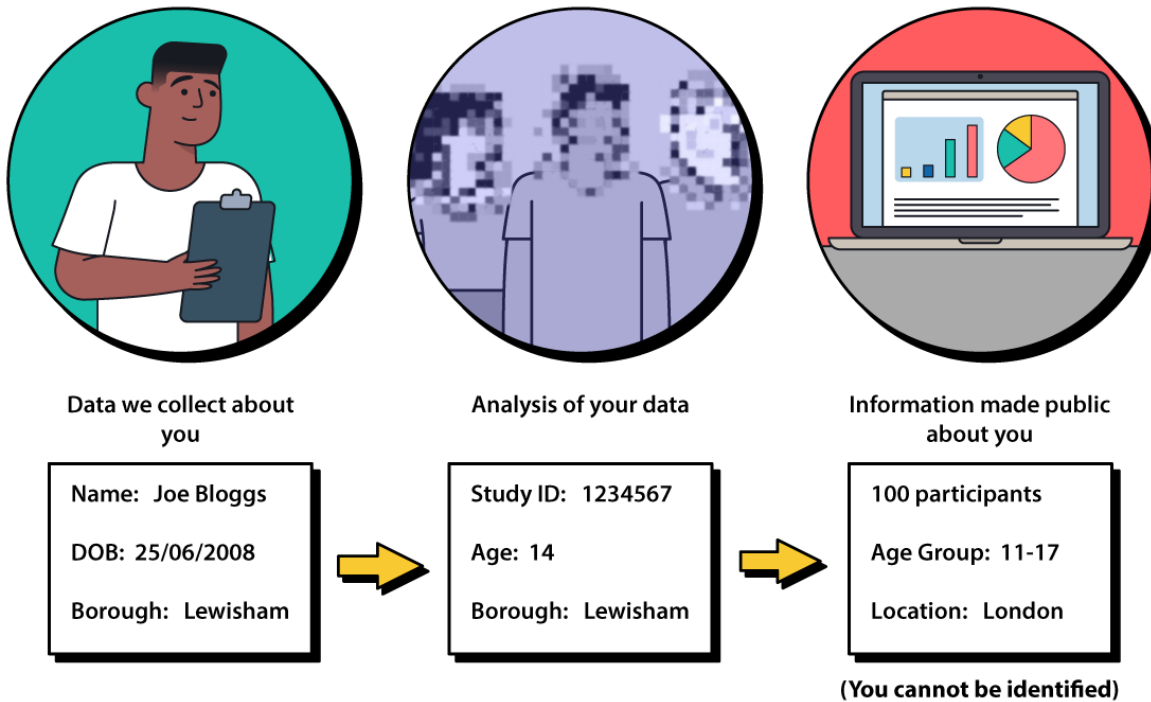 Data we collect about
you
Name: Joe Bloggs
DOB: 25/06/2008
Borough: Lewisham
Analysis of your data
Study ID: 1234567
Age: 14
Borough: Lewisham
Information made public
about you
100 participants
Age Group: 11-17
Location: London
(You cannot be identified)